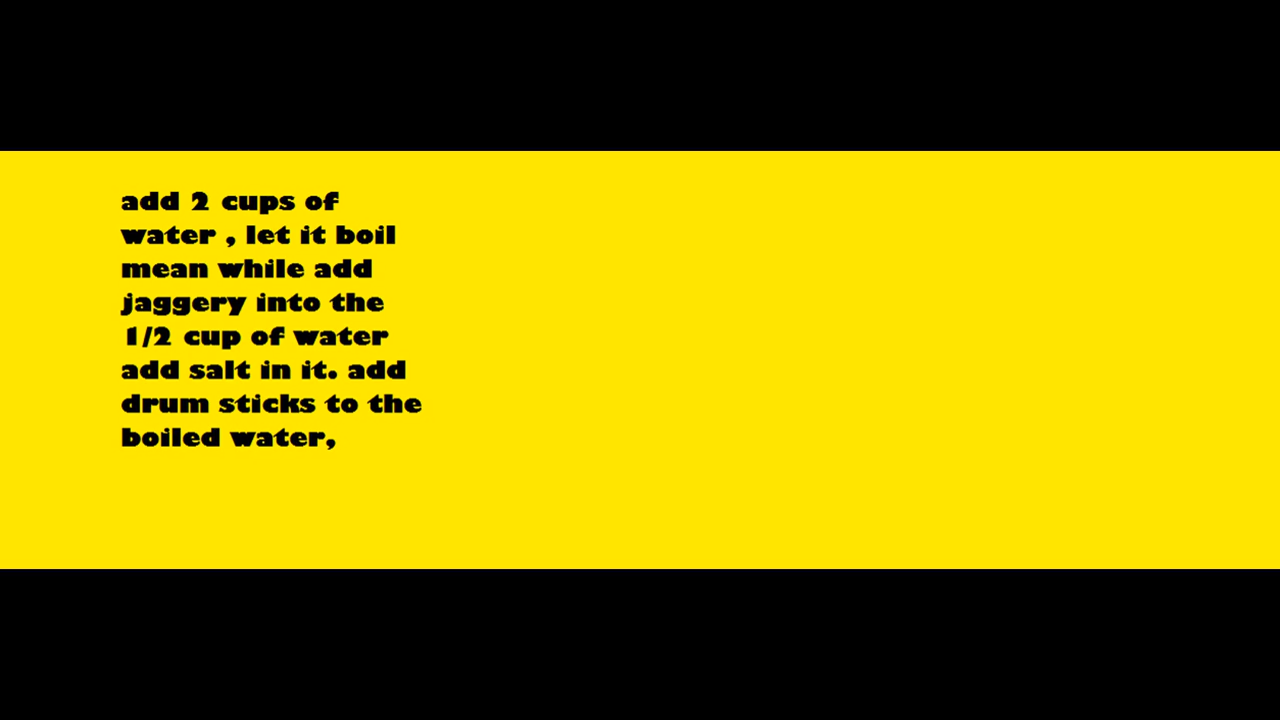 add 2 cups of
water , let it boil
mean while add
jaggery into the
1/2 cup of water
add salt in it. add
drum sticks to the
boiled water,